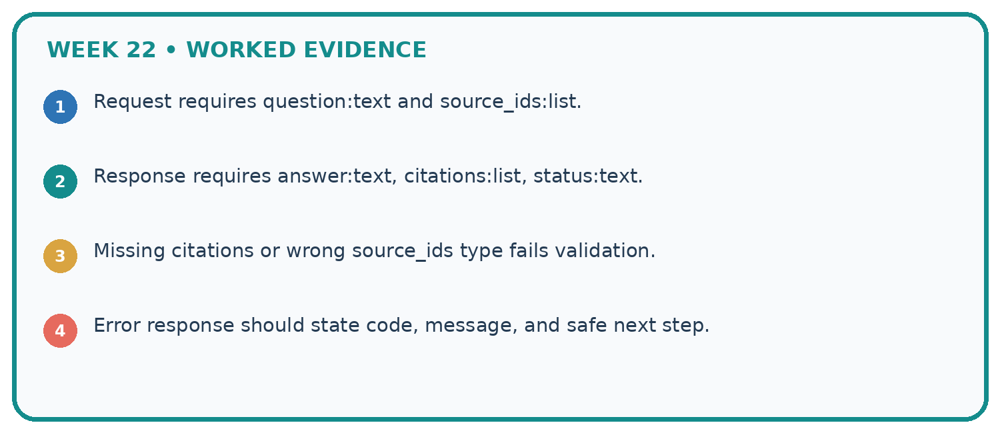 WEEK 22 • WORKED EVIDENCE
1 Request requires question:text and source_ids:list.
2 Response requires answer:text, citations:list, status:text.
3 Missing citations or wrong source_ids type fails validation.
4 Error response should state code, message, and safe next step.